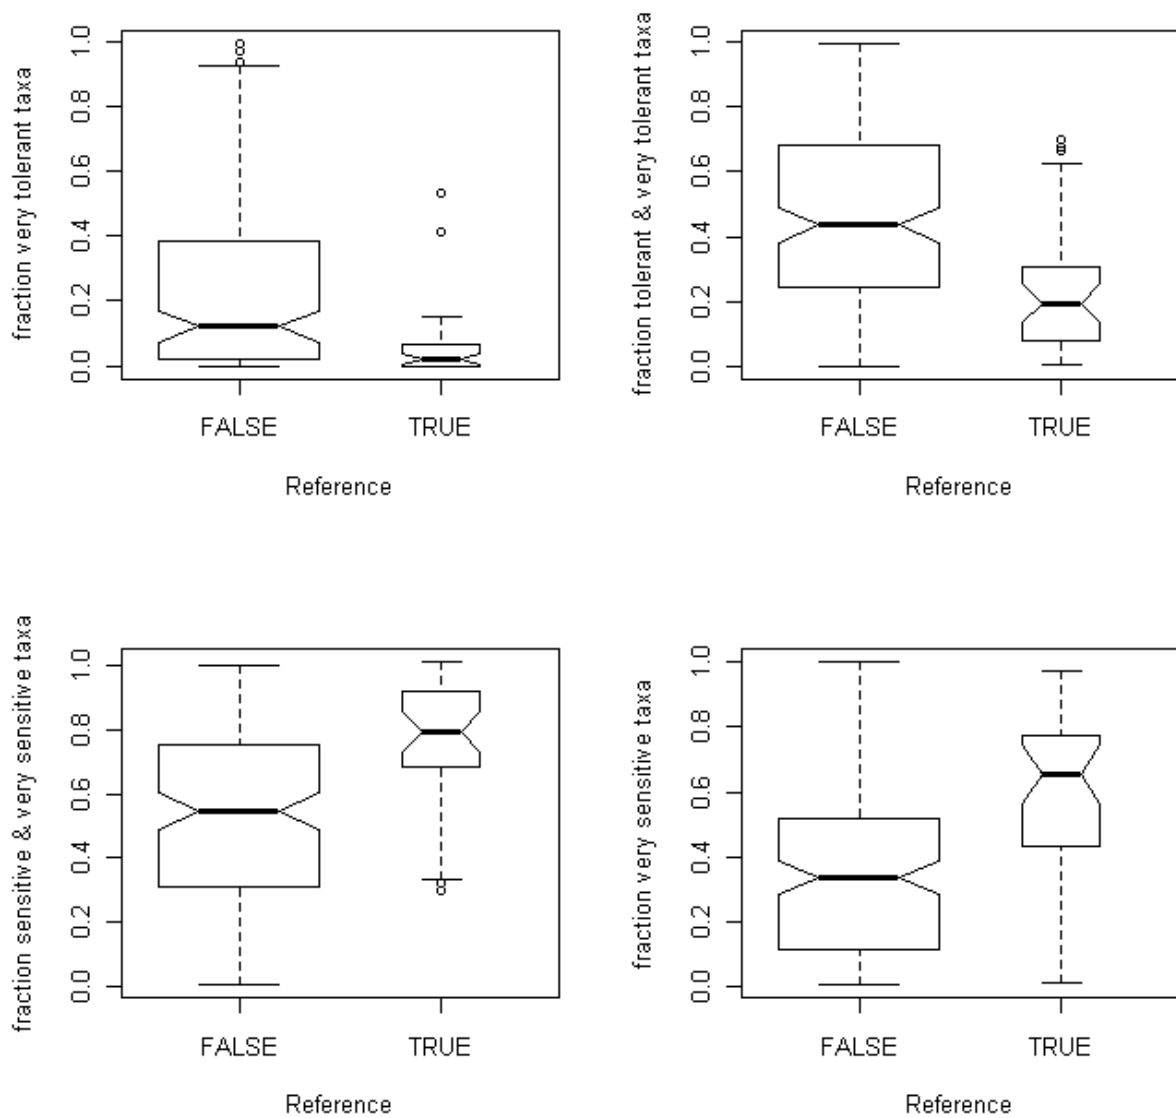 fraction very tolerant taxa
1.0
0.8
0.6
0.4
0.2
0.0
FALSE TRUE
Reference
fraction tolerant & very tolerant taxa
1.0
0.8
0.6
0.4
0.2
0.0
FALSE TRUE
Reference
fraction sensitive & very sensitive taxa
1.0
0.8
0.6
0.4
0.2
0.0
FALSE TRUE
Reference
fraction very sensitive taxa
1.0
0.8
0.6
0.4
0.2
0.0
FALSE TRUE
Reference